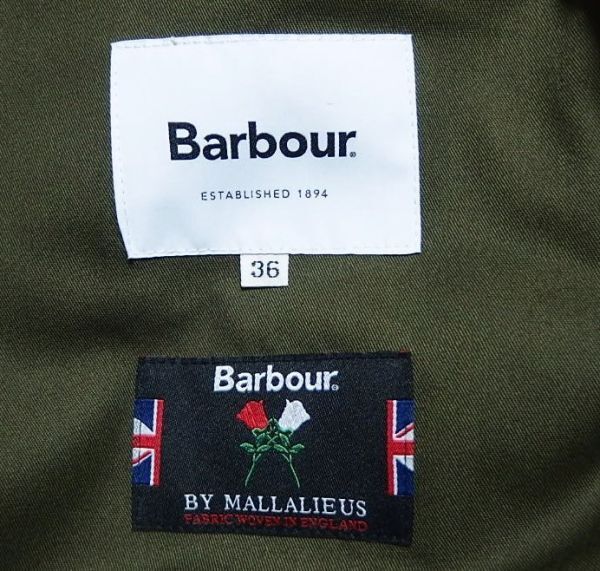 Barbour®
ESTABLISHED 1894
36
Barbour®
BY MALLALIEUS
FABRIC WOVEN IN ENGLAND